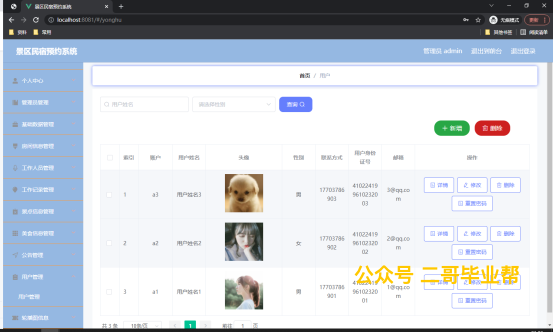 景区民宿预约系统
localhost:8081/#/yonghu
无痕模式
更新
资料
常用
其他书签
阅读清单
景区民宿预约系统
管理员 admin
退出到前台
退出登录
个人中心
管理员管理
基础数据管理
房间信息管理
工作人员管理
工作记录管理
景点信息管理
美食信息管理
公告管理
用户管理
用户管理
轮播图信息
首页 / 用户
用户姓名
查询
+ 新增
删除
索引 账户 用户姓名 头像 性别 联系方式 用户身份证号 邮箱 操作
1 a3 用户姓名3 男 17703786903 410224199610232003 3@qq.com 详情 修改 删除 重置密码
2 a2 用户姓名2 女 17703786902 410224199610232002 2@qq.com 详情 修改 删除 重置密码
3 a1 用户姓名1 男 17703786901 410224199610232001 1@qq.com 详情 修改 删除 重置密码
公众号 二哥毕业帮
共 3 条 10条/页 1 前往 1 页